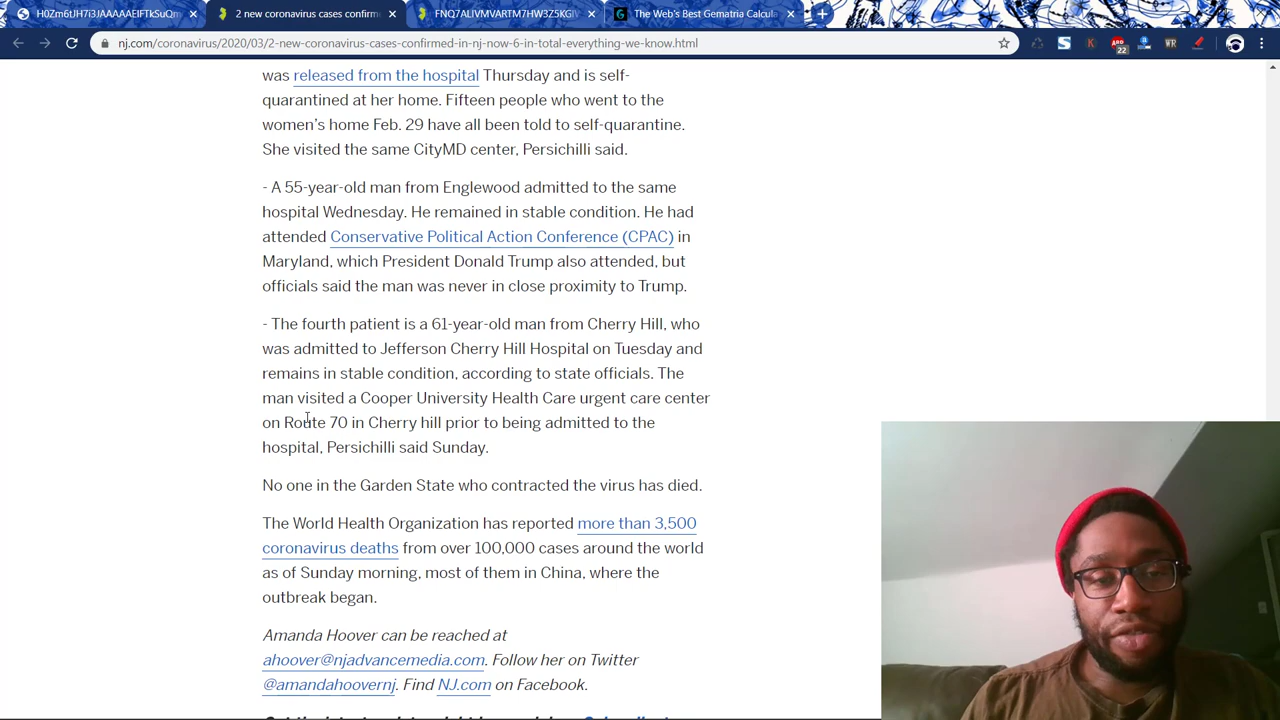 H0Zm6tUH7i3JAAAAAElFTkSuQm
2 new coronavirus cases confirm
FNQ7ALIVMVARTM7HW3Z5KGIV
The Web's Best Gematria Calcula
nj.com/coronavirus/2020/03/2-new-coronavirus-cases-confirmed-in-nj-now-6-in-total-everything-we-know.html
22
WR
was released from the hospital Thursday and is self-
quarantined at her home. Fifteen people who went to the
women's home Feb. 29 have all been told to self-quarantine.
She visited the same CityMD center, Persichilli said.
- A 55-year-old man from Englewood admitted to the same
hospital Wednesday. He remained in stable condition. He had
attended Conservative Political Action Conference (CPAC) in
Maryland, which President Donald Trump also attended, but
officials said the man was never in close proximity to Trump.
- The fourth patient is a 61-year-old man from Cherry Hill, who
was admitted to Jefferson Cherry Hill Hospital on Tuesday and
remains in stable condition, according to state officials. The
man visited a Cooper University Health Care urgent care center
on Route 70 in Cherry hill prior to being admitted to the
hospital, Persichilli said Sunday.
No one in the Garden State who contracted the virus has died.
The World Health Organization has reported more than 3,500
coronavirus deaths from over 100,000 cases around the world
as of Sunday morning, most of them in China, where the
outbreak began.
Amanda Hoover can be reached at
ahoover@njadvancemedia.com. Follow her on Twitter
@amandahoovernj. Find NJ.com on Facebook.